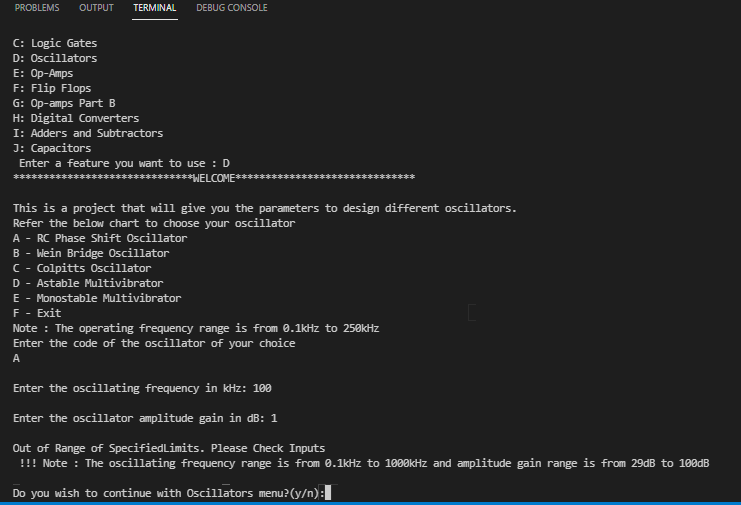 PROBLEMS OUTPUT TERMINAL DEBUG CONSOLE
C: Logic Gates
D: Oscillators
E: Op-Amps
F: Flip Flops
G: Op-amps Part B
H: Digital Converters
I: Adders and Subtractors
J: Capacitors
Enter a feature you want to use : D
******************************WELCOME******************************
This is a project that will give you the parameters to design different oscillators.
Refer the below chart to choose your oscillator
A - RC Phase Shift Oscillator
B - Wein Bridge Oscillator
C - Colpitts Oscillator
D - Astable Multivibrator
E - Monostable Multivibrator
F - Exit
Note : The operating frequency range is from 0.1kHz to 250kHz
Enter the code of the oscillator of your choice
A
Enter the oscillating frequency in kHz: 100
Enter the oscillator amplitude gain in dB: 1
Out of Range of SpecifiedLimits. Please Check Inputs
!!! Note : The oscillating frequency range is from 0.1kHz to 1000kHz and amplitude gain range is from 29dB to 100dB
Do you wish to continue with Oscillators menu?(y/n):